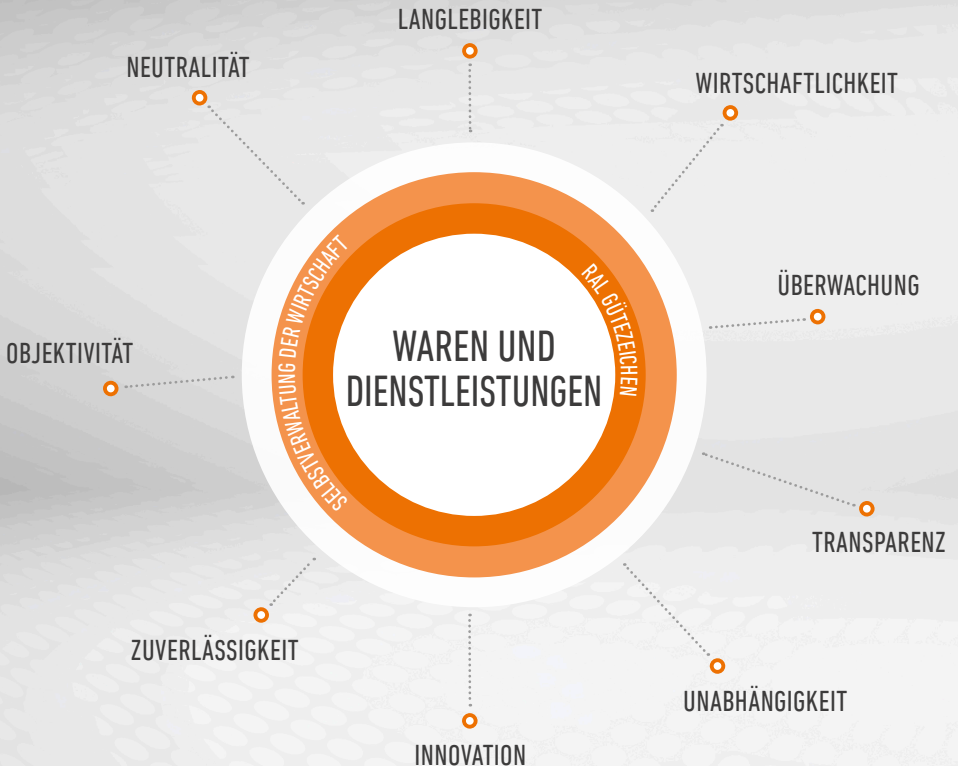 LANGLEBIGKEIT
NEUTRALITÄT
WIRTSCHAFTLICHKEIT
ÜBERWACHUNG
OBJEKTIVITÄT
SELBSTVERWALTUNG DER WIRTSCHAFT
RAL GÜTEZEICHEN
WAREN UND
DIENSTLEISTUNGEN
TRANSPARENZ
ZUVERLÄSSIGKEIT
UNABHÄNGIGKEIT
INNOVATION